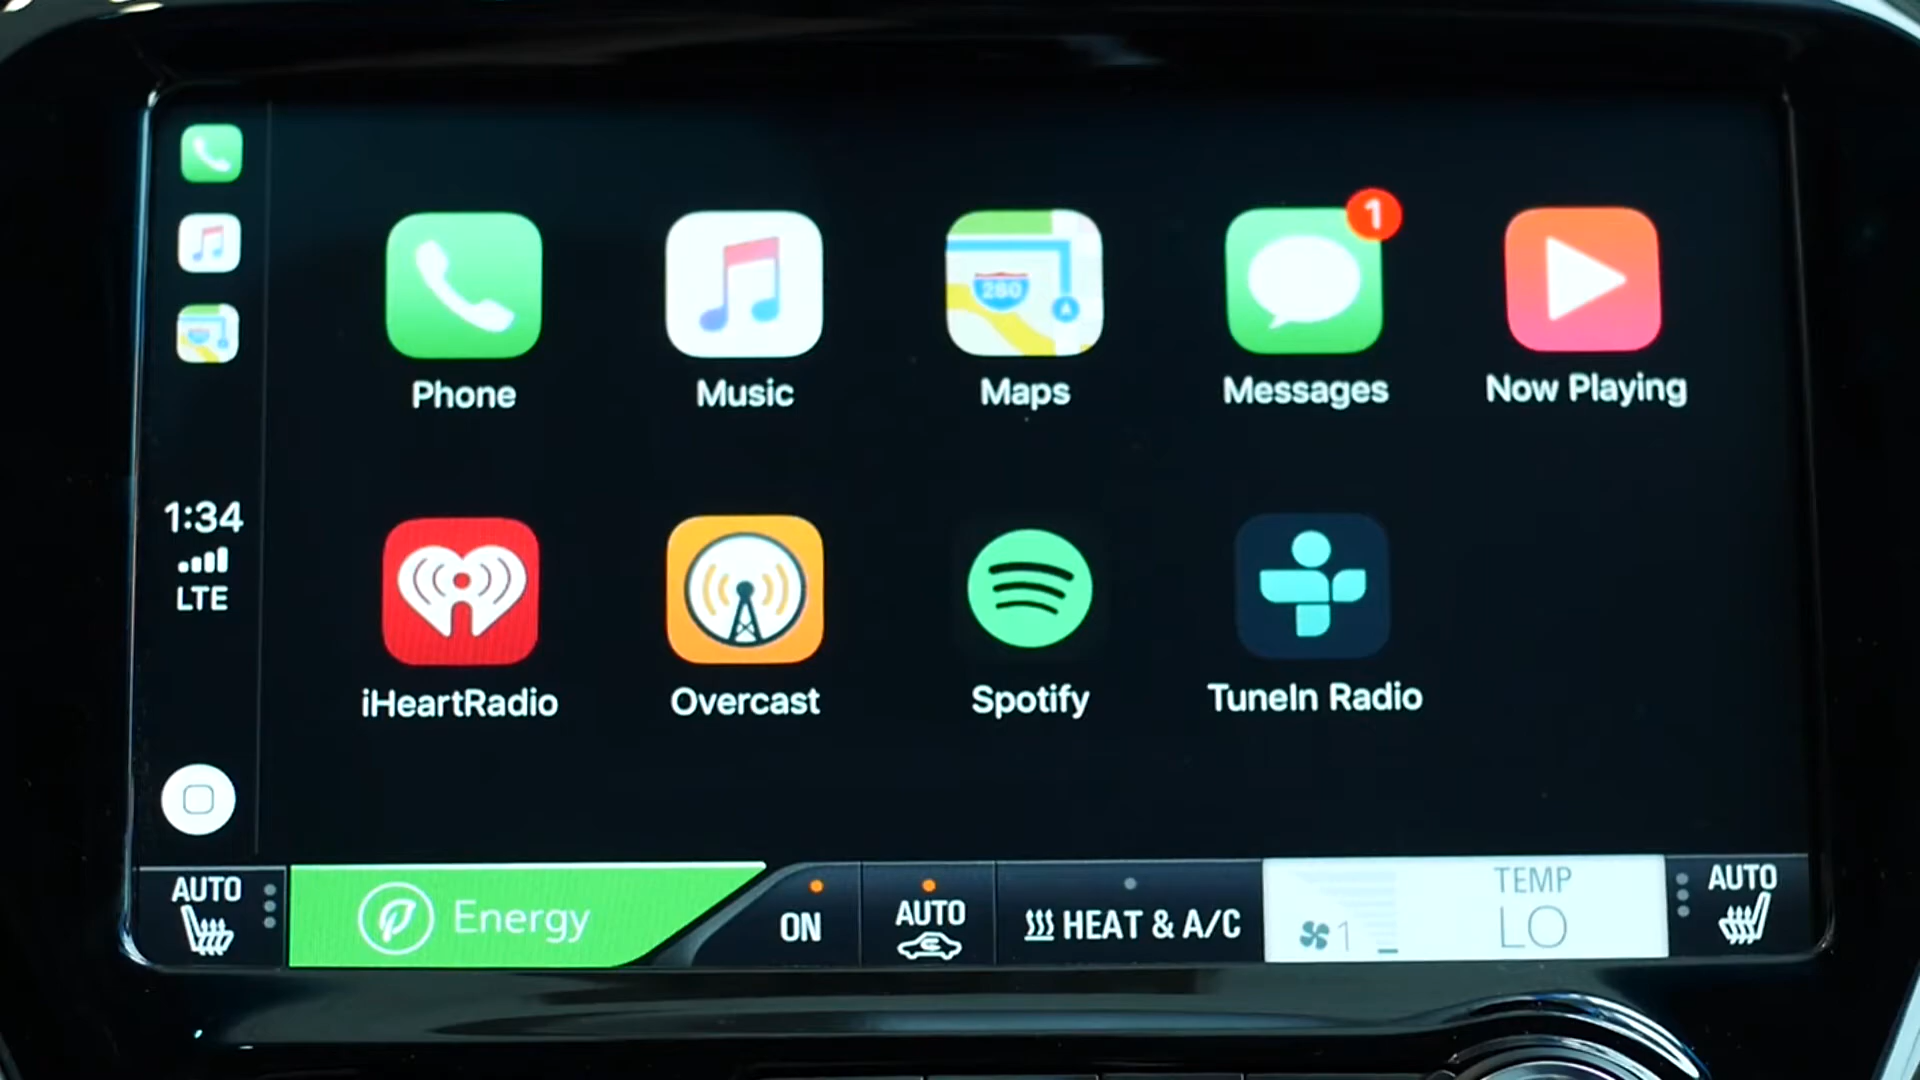 1
280
A
Phone
Music
Maps
Messages
Now Playing
1:34
LTE
iHeartRadio
Overcast
Spotify
TuneIn Radio
AUTO
Energy
ON
AUTO
HEAT & A/C
1
TEMP
LO
AUTO